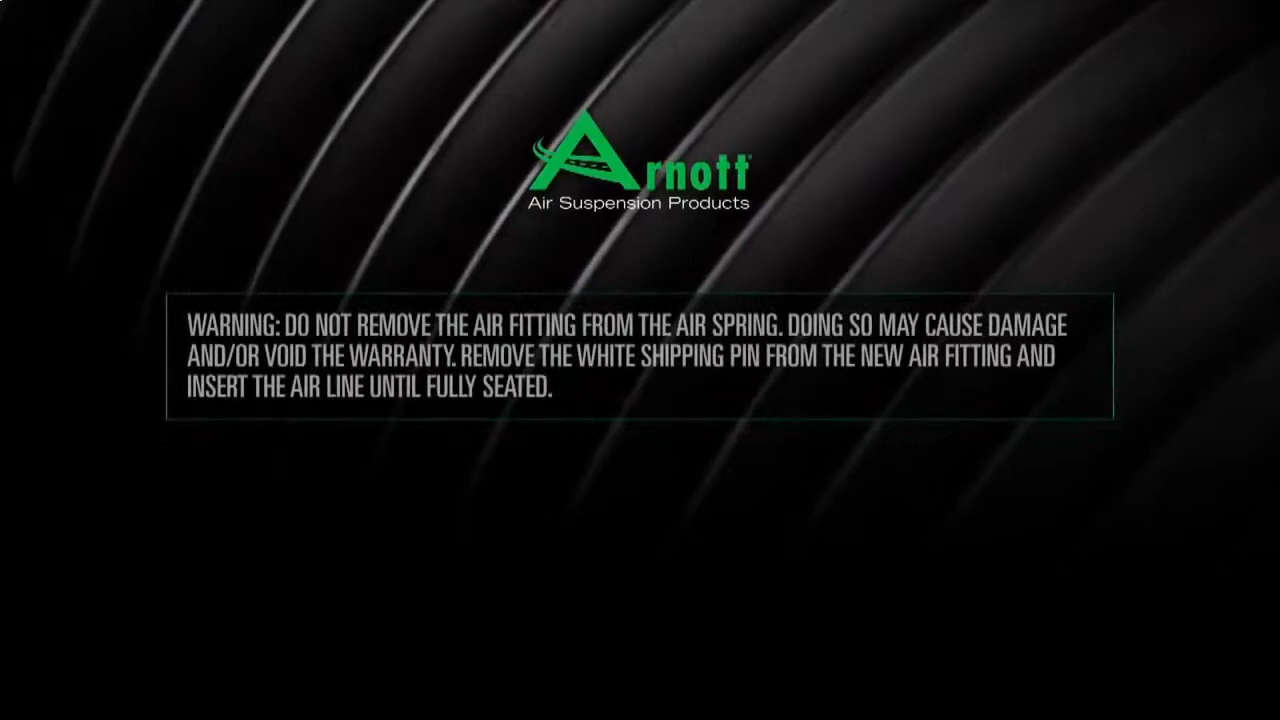 Arnott
Air Suspension Products
WARNING: DO NOT REMOVE THE AIR FITTING FROM THE AIR SPRING. DOING SO MAY CAUSE DAMAGE
AND/OR VOID THE WARRANTY. REMOVE THE WHITE SHIPPING PIN FROM THE NEW AIR FITTING AND
INSERT THE AIR LINE UNTIL FULLY SEATED.